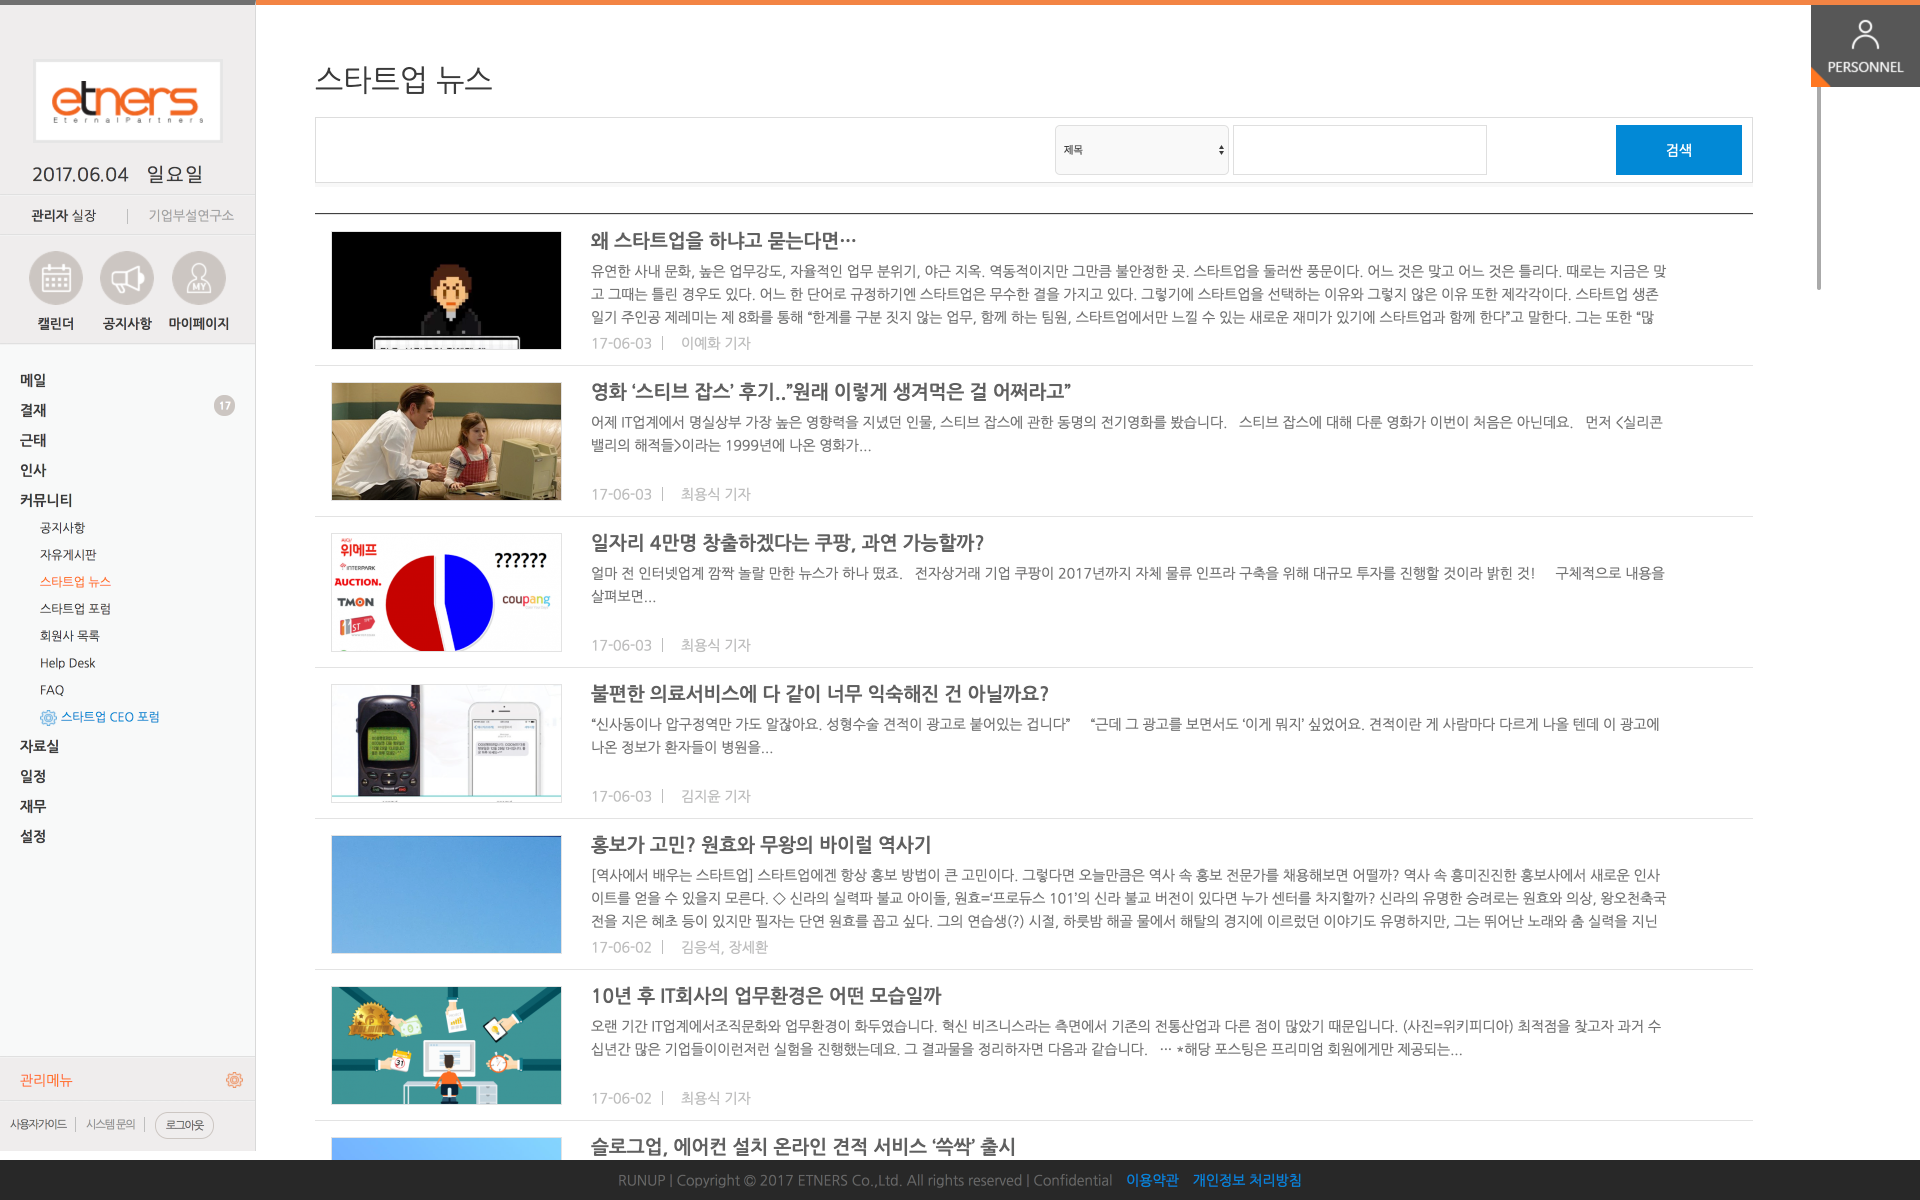 etners
EternalPartners
2017.06.04 일요일
관리자 실장 | 기업부설연구소
캘린더 공지사항 마이페이지
MY
메일
결재 17
근태
인사
커뮤니티
공지사항
자유게시판
스타트업 뉴스
스타트업 포럼
회원사 목록
Help Desk
FAQ
스타트업 CEO 포럼
자료실
일정
재무
설정
관리메뉴
사용자가이드 | 시스템 문의 | 로그아웃
PERSONNEL
스타트업 뉴스
제목 검색
왜 스타트업을 하냐고 묻는다면…
유연한 사내 문화, 높은 업무강도, 자율적인 업무 분위기, 야근 지옥. 역동적이지만 그만큼 불안정한 곳. 스타트업을 둘러싼 풍문이다. 어느 것은 맞고 어느 것은 틀리다. 때로는 지금은 맞
고 그때는 틀린 경우도 있다. 어느 한 단어로 규정하기엔 스타트업은 무수한 결을 가지고 있다. 그렇기에 스타트업을 선택하는 이유와 그렇지 않은 이유 또한 제각각이다. 스타트업 생존
일기 주인공 제레미는 제 8화를 통해 “한계를 구분 짓지 않는 업무, 함께 하는 팀원, 스타트업에서만 느낄 수 있는 새로운 재미가 있기에 스타트업과 함께 한다”고 말한다. 그는 또한 “많
17-06-03 | 이예화 기자
영화 ‘스티브 잡스’ 후기..”원래 이렇게 생겨먹은 걸 어쩌라고”
어제 IT업계에서 명실상부 가장 높은 영향력을 지녔던 인물, 스티브 잡스에 관한 동명의 전기영화를 봤습니다. 스티브 잡스에 대해 다룬 영화가 이번이 처음은 아닌데요. 먼저 <실리콘
밸리의 해적들>이라는 1999년에 나온 영화가...
17-06-03 | 최용식 기자
위메프
INTERPARK
AUCTION.
TMON
11ST
??????
coupang
일자리 4만명 창출하겠다는 쿠팡, 과연 가능할까?
얼마 전 인터넷업계 깜짝 놀랄 만한 뉴스가 하나 떴죠. 전자상거래 기업 쿠팡이 2017년까지 자체 물류 인프라 구축을 위해 대규모 투자를 진행할 것이라 밝힌 것! 구체적으로 내용을
살펴보면...
17-06-03 | 최용식 기자
불편한 의료서비스에 다 같이 너무 익숙해진 건 아닐까요?
“신사동이나 압구정역만 가도 알잖아요. 성형수술 견적이 광고로 붙어있는 겁니다” “근데 그 광고를 보면서도 ‘이게 뭐지’ 싶었어요. 견적이란 게 사람마다 다르게 나올 텐데 이 광고에
나온 정보가 환자들이 병원을...
17-06-03 | 김지윤 기자
홍보가 고민? 원효와 무왕의 바이럴 역사기
[역사에서 배우는 스타트업] 스타트업에겐 항상 홍보 방법이 큰 고민이다. 그렇다면 오늘만큼은 역사 속 홍보 전문가를 채용해보면 어떨까? 역사 속 흥미진진한 홍보사에서 새로운 인사
이트를 얻을 수 있을지 모른다. ◇ 신라의 실력파 불교 아이돌, 원효=‘프로듀스 101’의 신라 불교 버전이 있다면 누가 센터를 차지할까? 신라의 유명한 승려로는 원효와 의상, 왕오천축국
전을 지은 혜초 등이 있지만 필자는 단연 원효를 꼽고 싶다. 그의 연습생(?) 시절, 하룻밤 해골 물에서 해탈의 경지에 이르렀던 이야기도 유명하지만, 그는 뛰어난 노래와 춤 실력을 지닌
17-06-02 | 김응석, 장세환
31
10년 후 IT회사의 업무환경은 어떤 모습일까
오랜 기간 IT업계에서조직문화와 업무환경이 화두였습니다. 혁신 비즈니스라는 측면에서 기존의 전통산업과 다른 점이 많았기 때문입니다. (사진=위키피디아) 최적점을 찾고자 과거 수
십년간 많은 기업들이이런저런 실험을 진행했는데요. 그 결과물을 정리하자면 다음과 같습니다. … *해당 포스팅은 프리미엄 회원에게만 제공되는...
17-06-02 | 최용식 기자
슬로그업, 에어컨 설치 온라인 견적 서비스 ‘쓱싹’ 출시
RUNUP | Copyright © 2017 ETNERS Co.,Ltd. All rights reserved | Confidential 이용약관 개인정보 처리방침